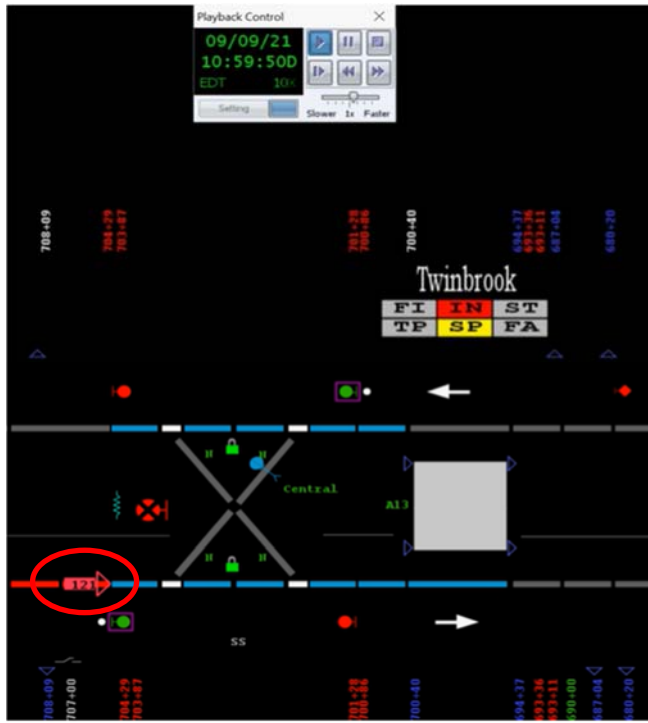 Playback Control
09/09/21
10:59:50D
EDT 10X
Setting
Slower 1x Faster
708+09
704+29
703+87
701+28
700+86
700+40
694+37
693+36
693+11
687+04
680+20
Twinbrook
FI IN ST
TP SP FA
N N
Central
A13
N N
121
SS
708+09
707+00
704+29
703+87
701+28
700+86
700+40
694+37
693+36
693+11
690+00
687+04
680+20